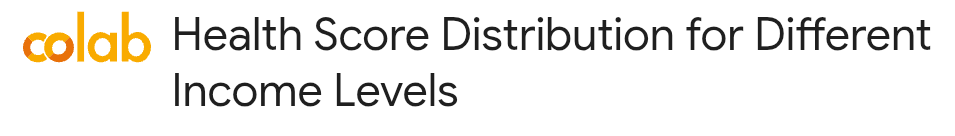 colab Health Score Distribution for Different
Income Levels